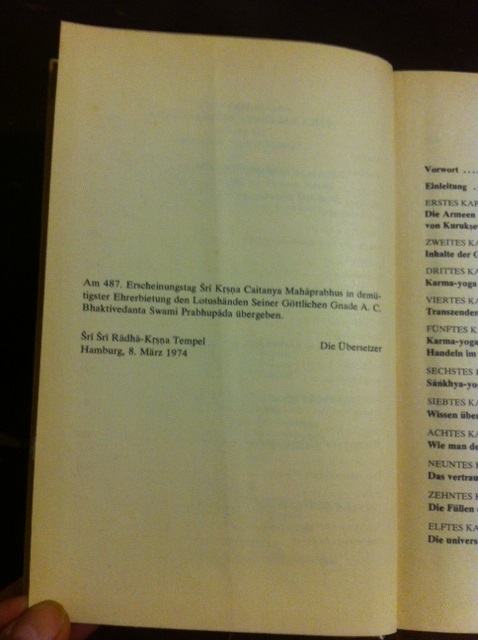 Am 487. Erscheinungstag Śrī Kṛṣṇa Caitanya Mahāprabhus in demü-
tigster Ehrerbietung den Lotushänden Seiner Göttlichen Gnade A. C.
Bhaktivedanta Swami Prabhupāda übergeben.
Śrī Śrī Rādhā-Kṛṣṇa Tempel
Hamburg, 8. März 1974
Die Übersetzer
Vorwort ....
Einleitung .
ERSTES KAP
Die Armeen
von Kurukṣe
ZWEITES KA
Inhalte der G
DRITTES KA
Karma-yoga
VIERTES KA
Transzenden
FÜNFTES K
Karma-yoga
Handeln im
SECHSTES K
Sāṅkhya-yo
SIEBTES KA
Wissen über
ACHTES KA
Wie man de
NEUNTES K
Das vertrau
ZEHNTES K
Die Füllen
ELFTES KA
Die univers